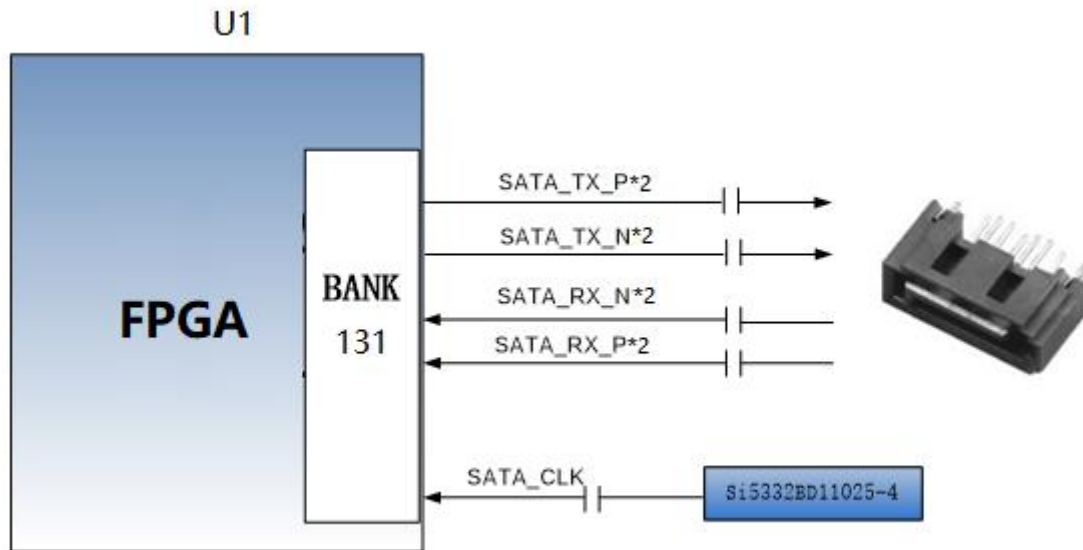 U1
SATA_TX_P*2
SATA_TX_N*2
BANK
SATA_RX_N*2
FPGA
131
SATA_RX_P*2
SATA_CLK
Si5332BD11025-4